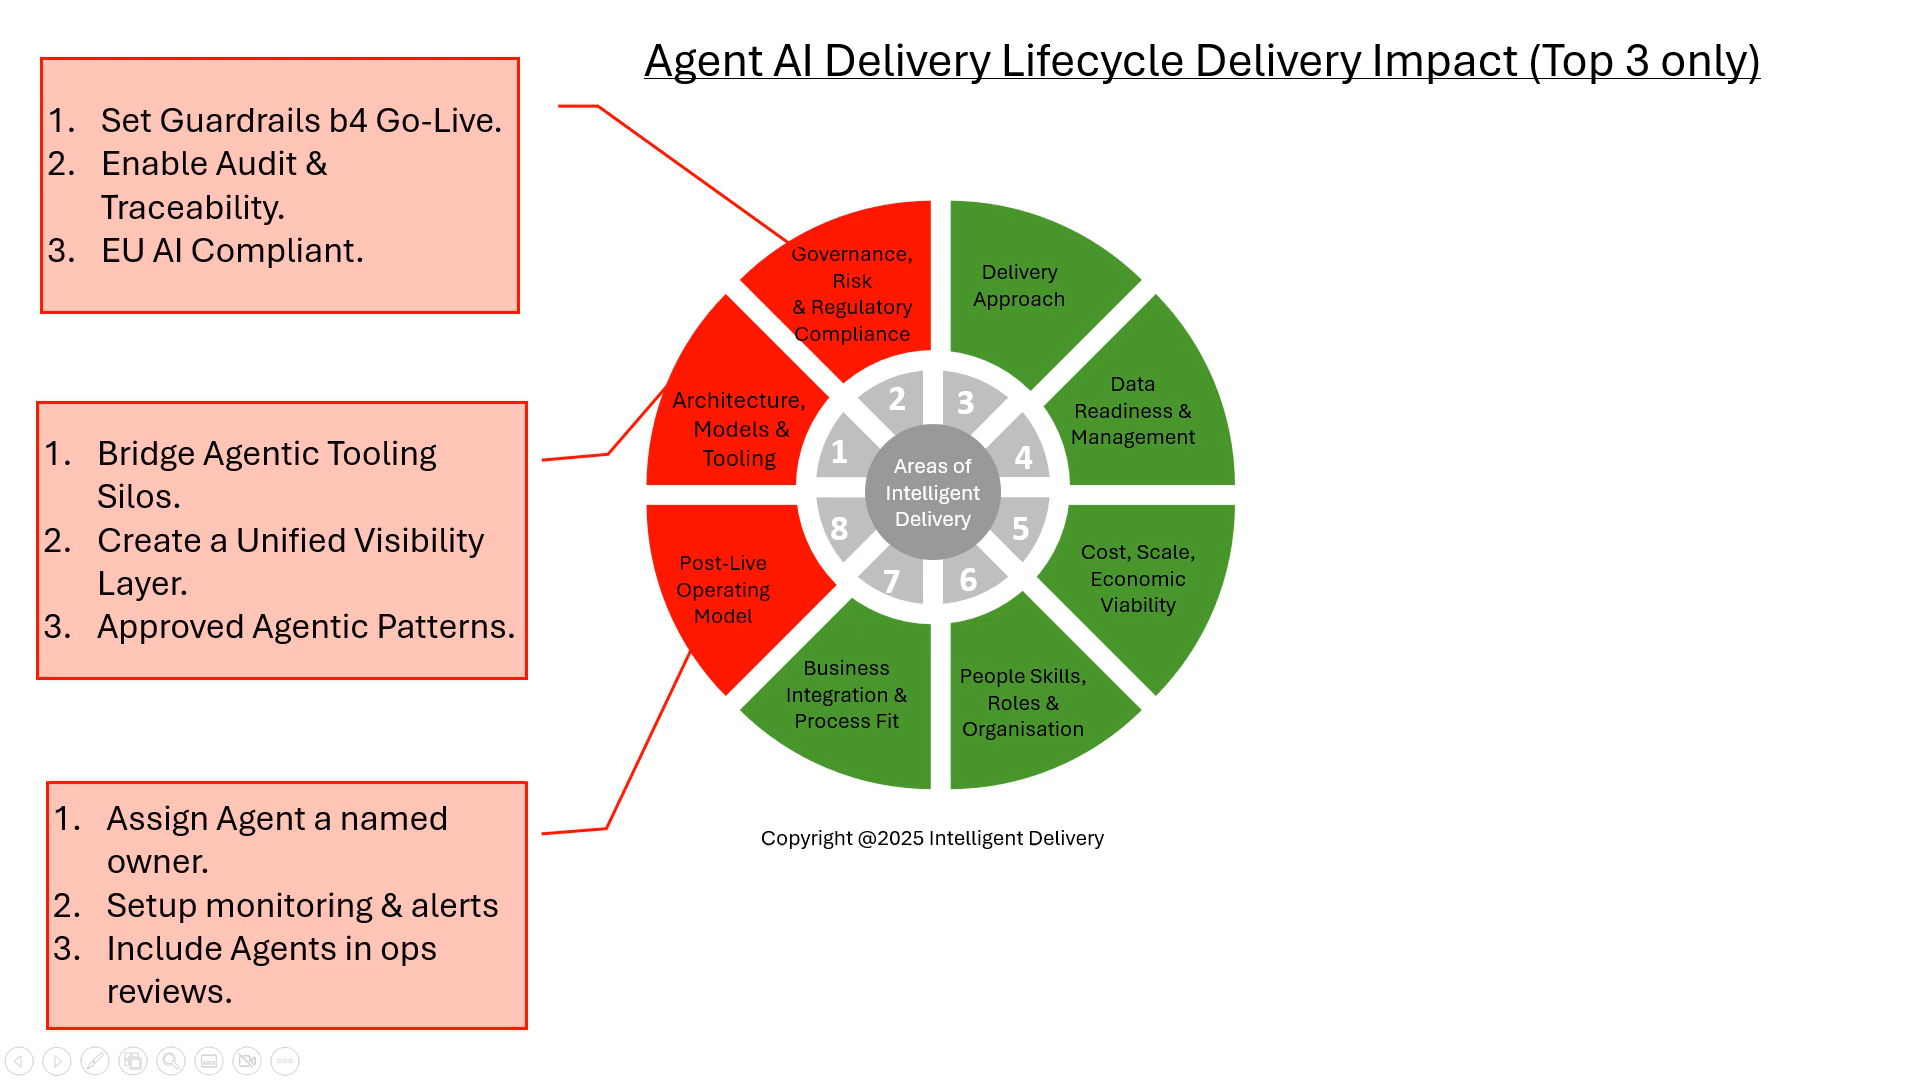 Agent AI Delivery Lifecycle Delivery Impact (Top 3 only)
1. Set Guardrails b4 Go-Live.
2. Enable Audit &
Traceability.
3. EU AI Compliant.
1. Bridge Agentic Tooling
Silos.
2. Create a Unified Visibility
Layer.
3. Approved Agentic Patterns.
1. Assign Agent a named
owner.
2. Setup monitoring & alerts
3. Include Agents in ops
reviews.
Governance,
Risk
& Regulatory
Compliance
Delivery
Approach
Architecture,
Models &
Tooling
Data
Readiness &
Management
Post-Live
Operating
Model
Cost, Scale,
Economic
Viability
Business
Integration &
Process Fit
People Skills,
Roles &
Organisation
1
2
3
4
5
6
7
8
Areas of
Intelligent
Delivery
Copyright @2025 Intelligent Delivery